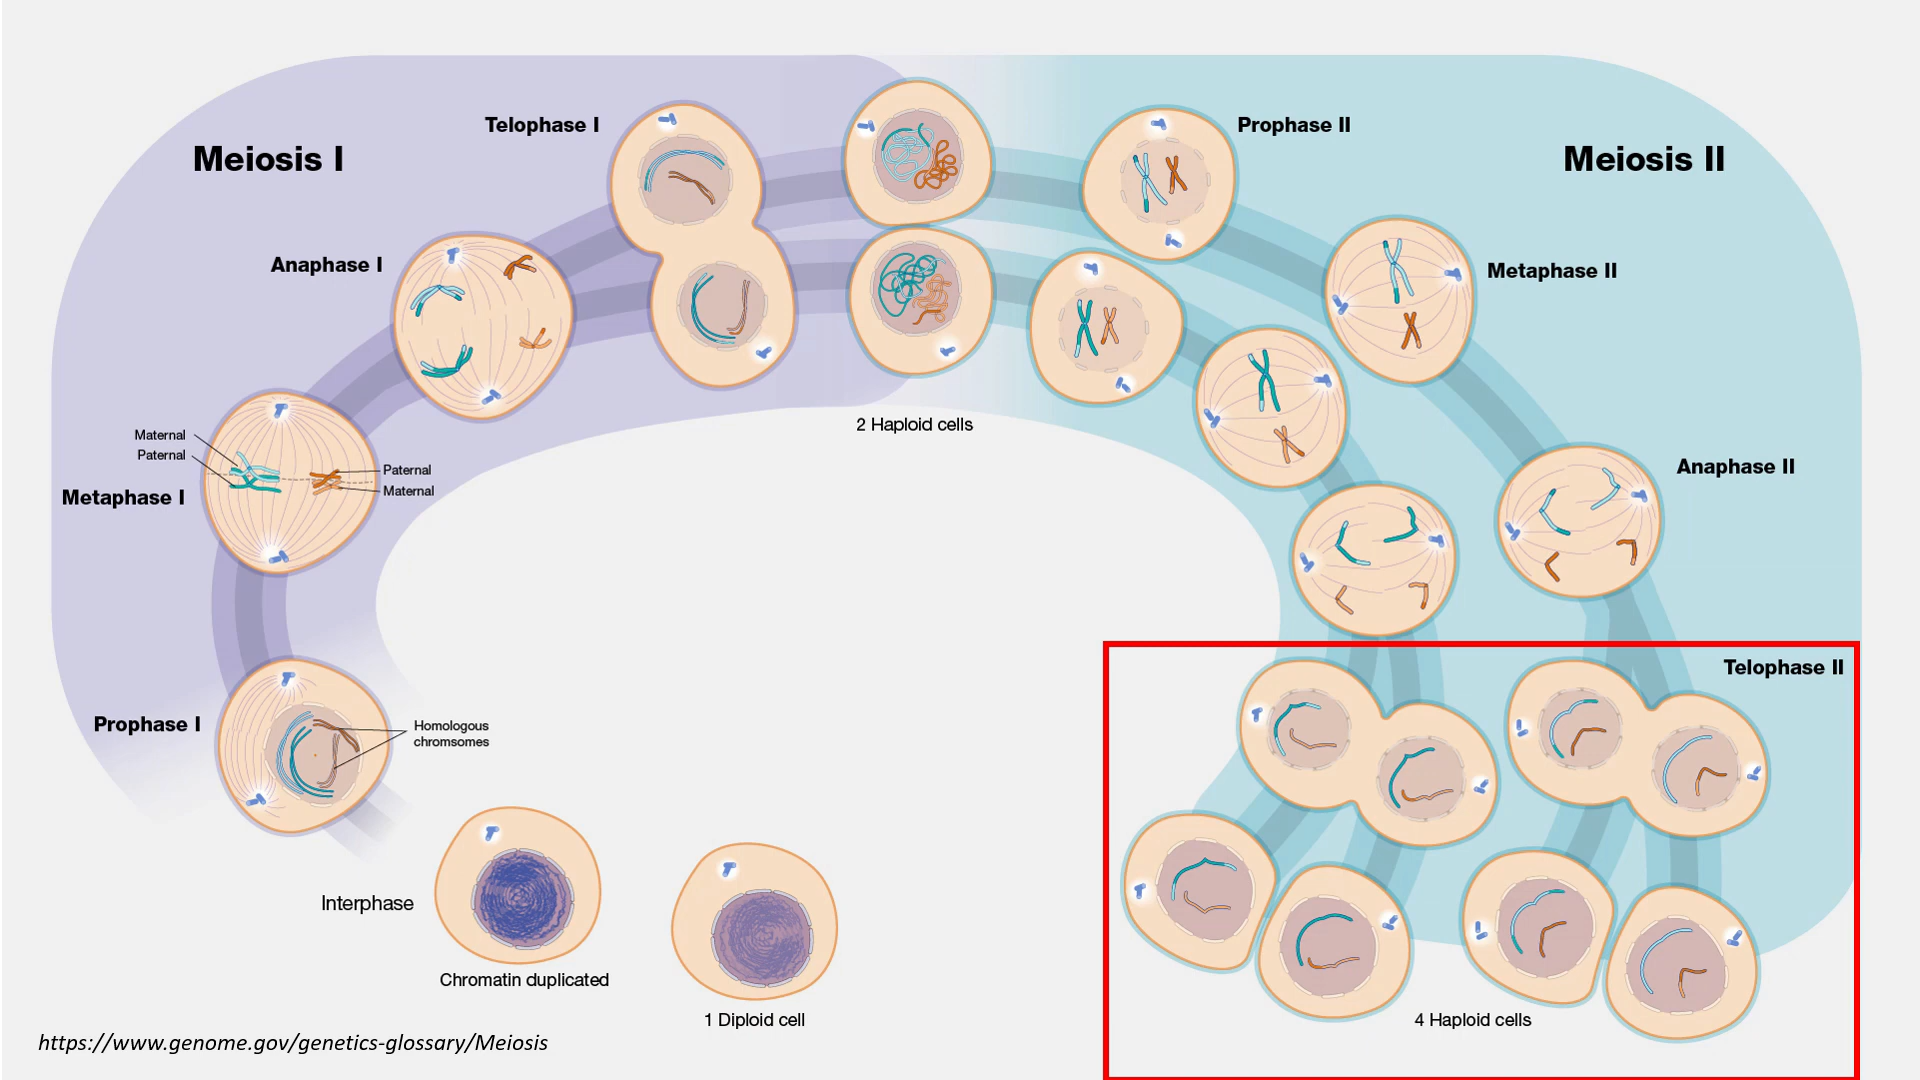 Meiosis I
Meiosis II
Telophase I
Prophase II
Anaphase I
Metaphase II
2 Haploid cells
Maternal
Paternal
Paternal
Maternal
Metaphase I
Anaphase II
Telophase II
Prophase I
Homologous
chromsomes
Interphase
Chromatin duplicated
1 Diploid cell
4 Haploid cells
https://www.genome.gov/genetics-glossary/Meiosis